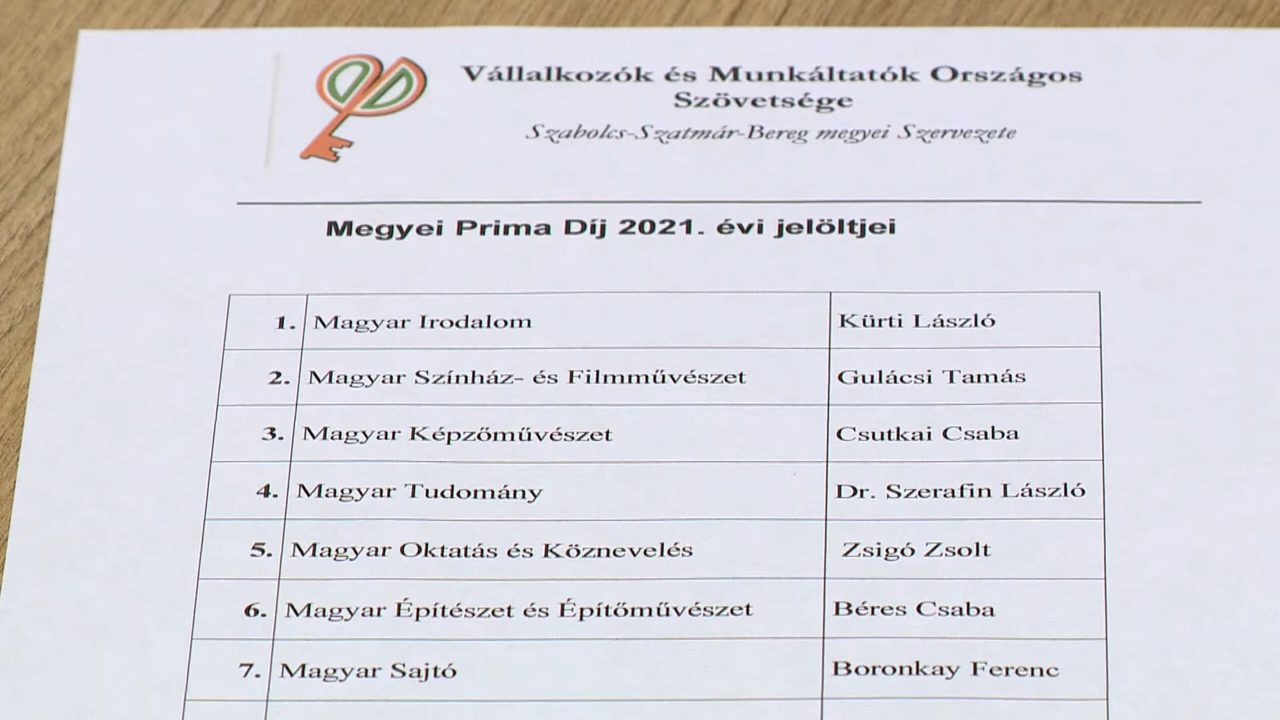 Vállalkozók és Munkáltatók Országos
Szövetsége
Szabolcs-Szatmár-Bereg megyei Szervezete
Megyei Prima Díj 2021. évi jelöltjei
1. Magyar Irodalom Kürti László
2. Magyar Színház- és Filmművészet Gulácsi Tamás
3. Magyar Képzőművészet Csutkai Csaba
4. Magyar Tudomány Dr. Szerafin László
5. Magyar Oktatás és Köznevelés Zsigó Zsolt
6. Magyar Építészet és Építőművészet Béres Csaba
7. Magyar Sajtó Boronkay Ferenc